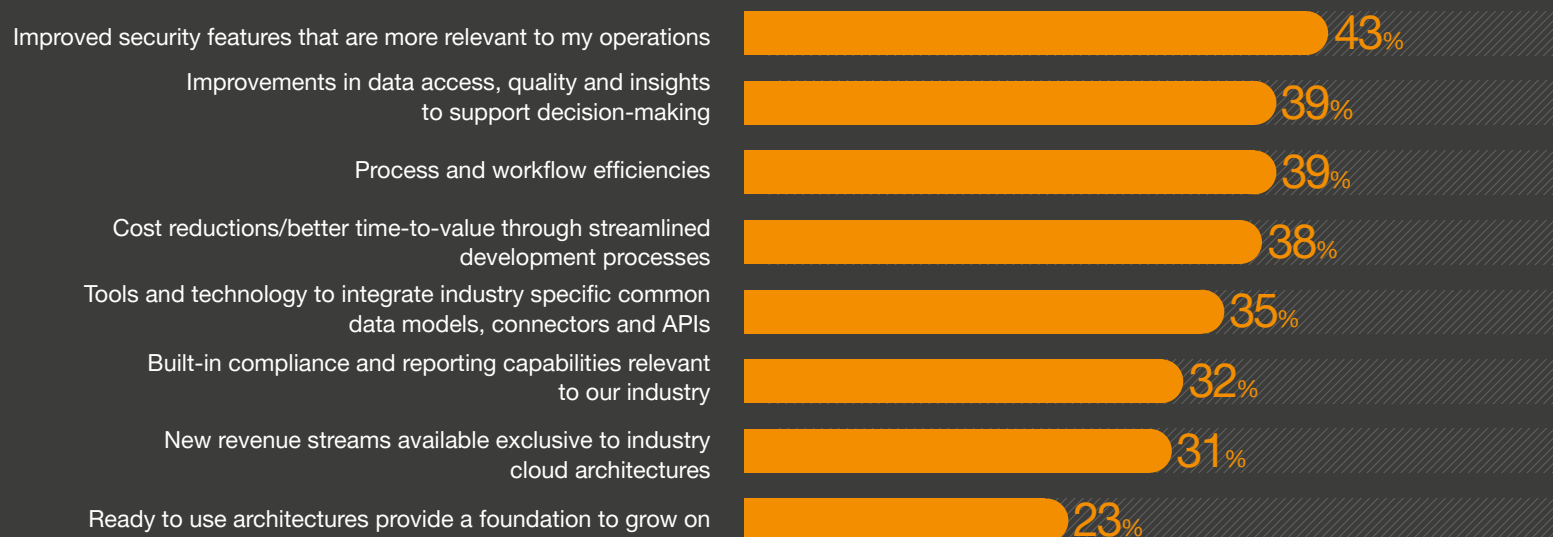 Improved security features that are more relevant to my operations
43%
Improvements in data access, quality and insights
to support decision-making
39%
Process and workflow efficiencies
39%
Cost reductions/better time-to-value through streamlined
development processes
38%
Tools and technology to integrate industry specific common
data models, connectors and APIs
35%
Built-in compliance and reporting capabilities relevant
to our industry
32%
New revenue streams available exclusive to industry
cloud architectures
31%
Ready to use architectures provide a foundation to grow on
23%